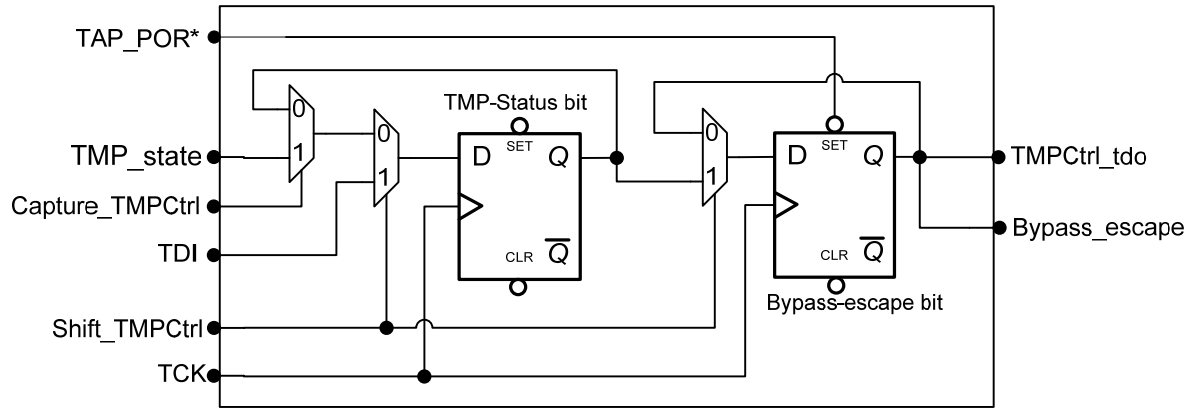 TAP_POR*
TMP_state
Capture_TMPCtrl
TDI
Shift_TMPCtrl
TCK
0
1
0
1
TMP-Status bit
SET
D
Q
CLR
Q
0
1
SET
D
Q
CLR
Q
Bypass-escape bit
TMPCtrl_tdo
Bypass_escape